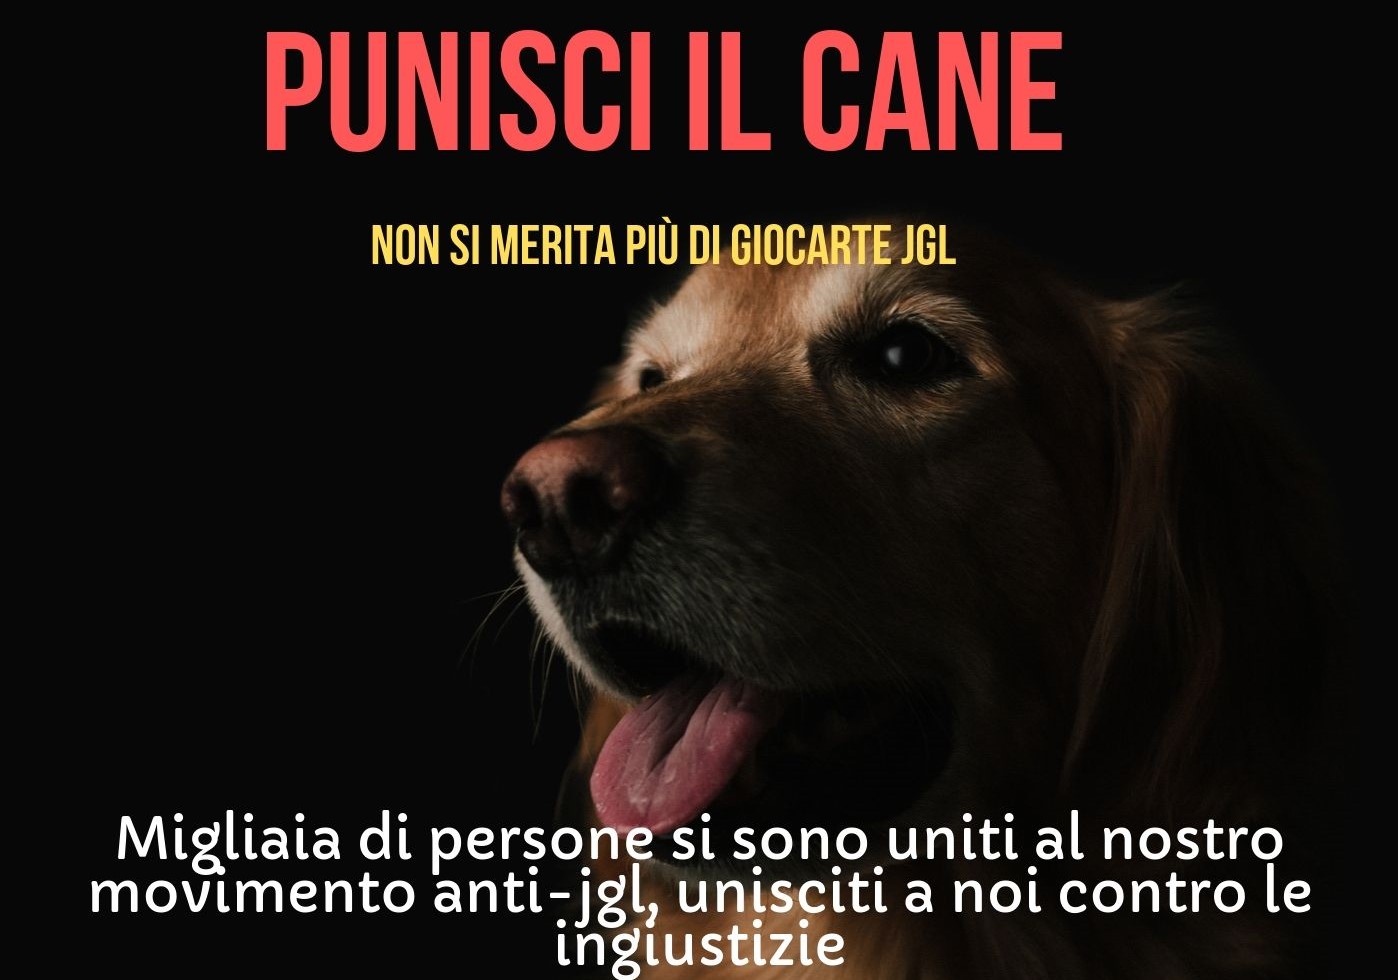 PUNISCI IL CANE
NON SI MERITA PIÙ DI GIOCARTE JGL
Migliaia di persone si sono uniti al nostro
movimento anti-jgl, unisciti a noi contro le
ingiustizie